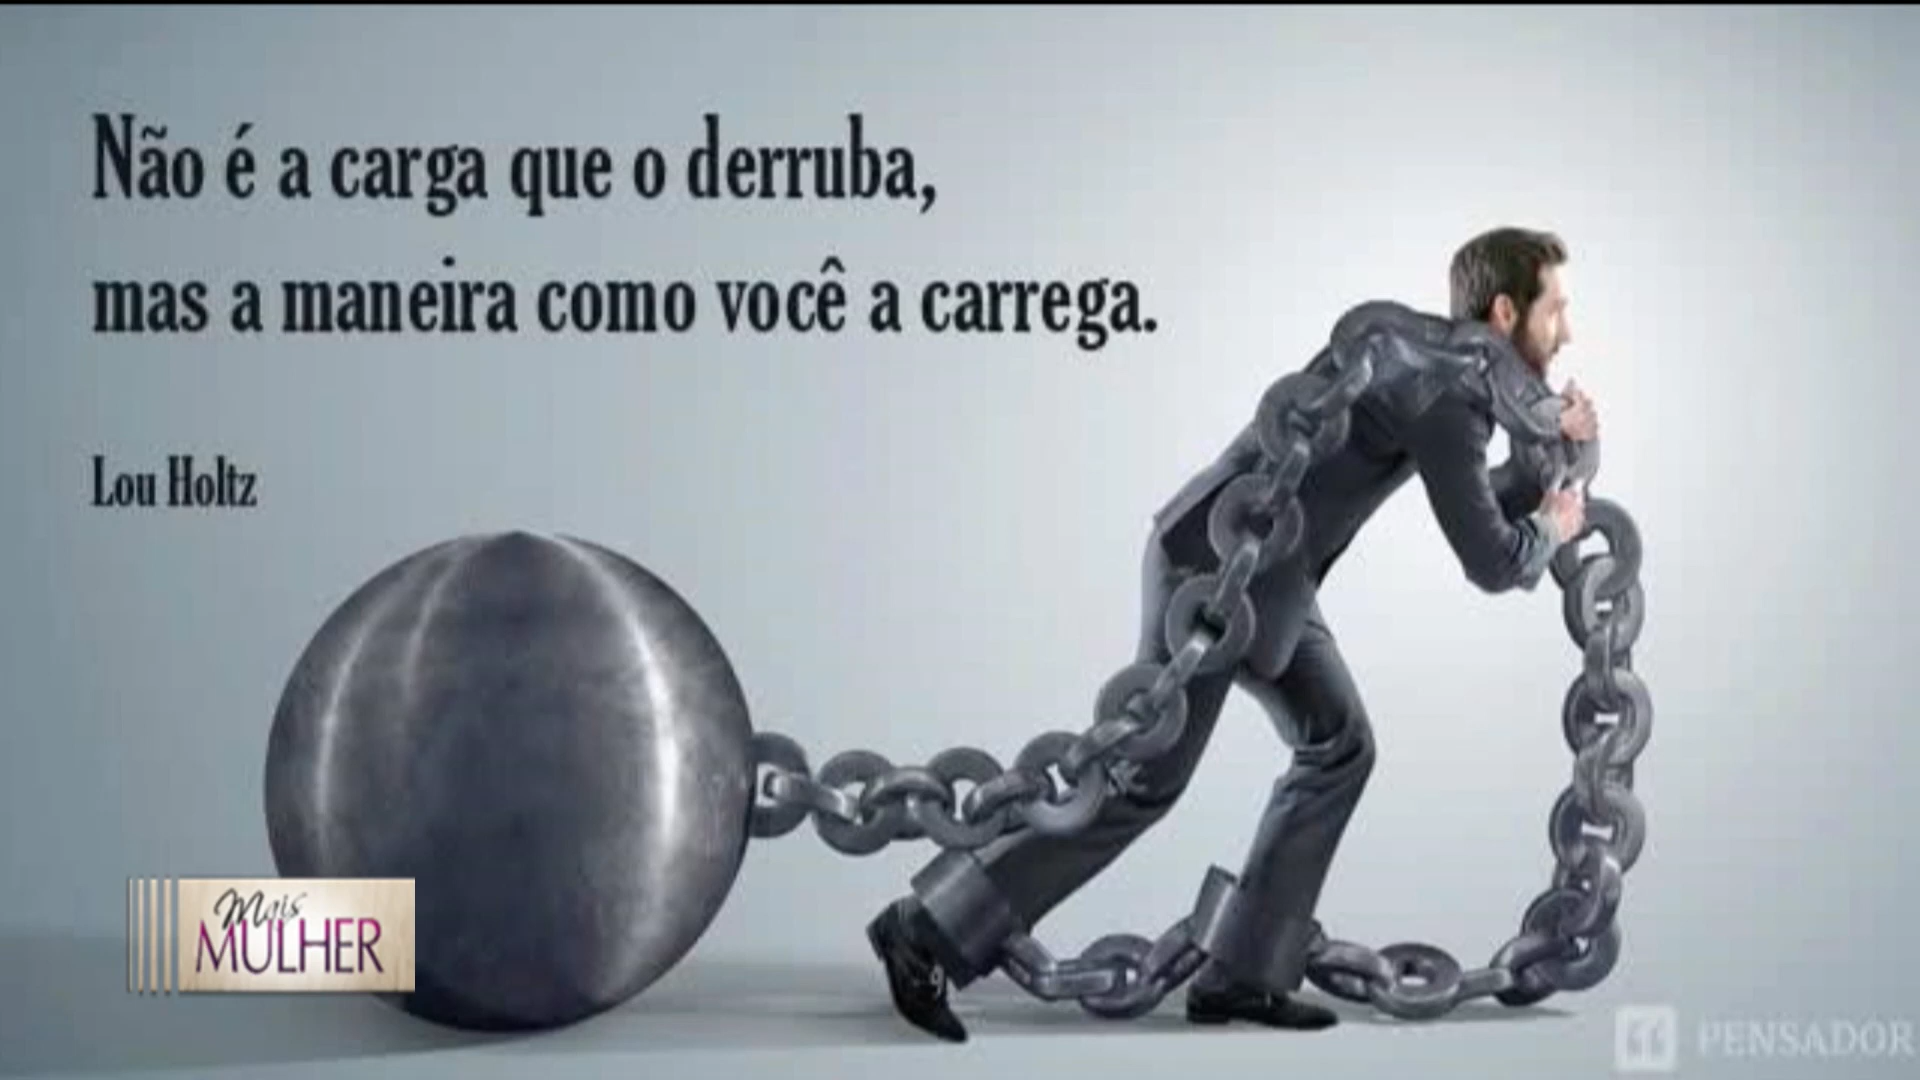 Não é a carga que o derruba,
mas a maneira como você a carrega.
Lou Holtz
Mais
MULHER
PENSADOR